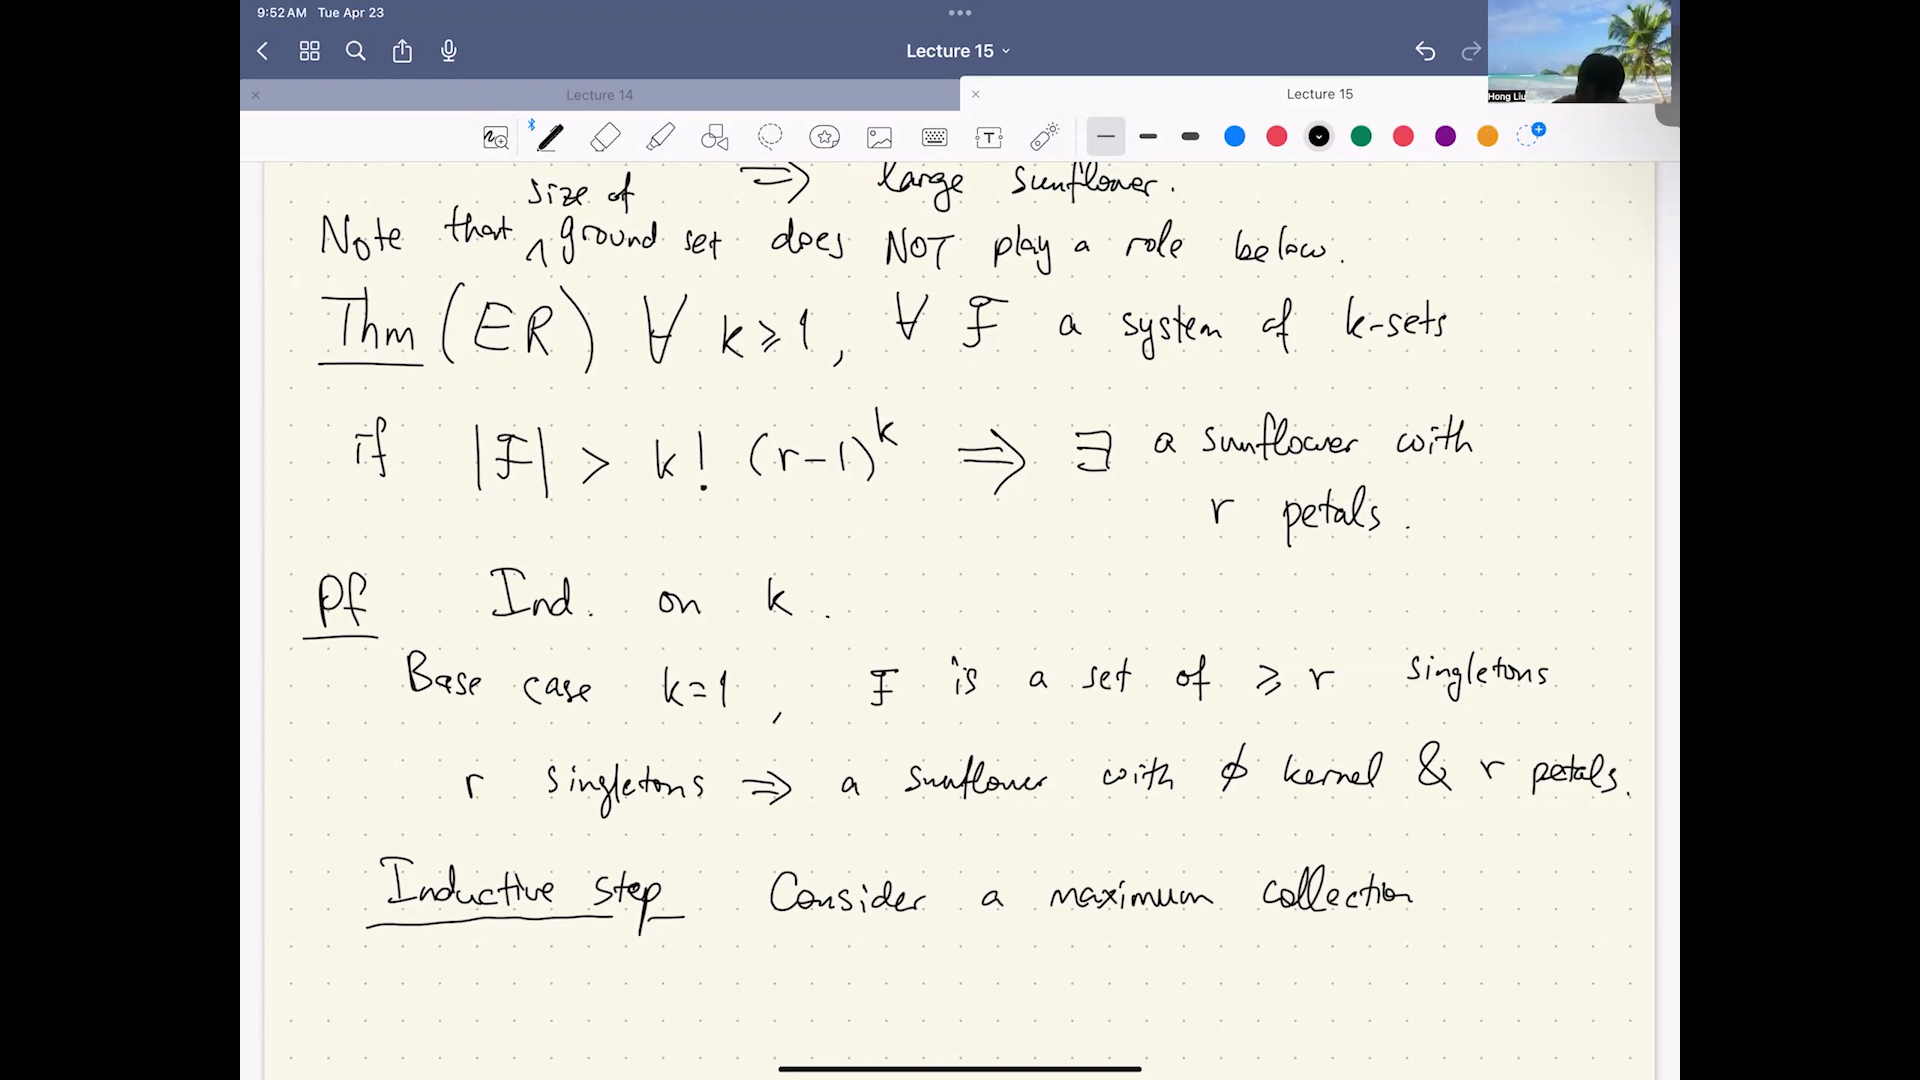 9:52 AM Tue Apr 23
Lecture 15
Lecture 14
Lecture 15
Hong Liu
size of ⇒ large sunflower.
Note that ^ ground set does NOT play a role below.
Thm (ER) ∀ k ≥ 1, ∀ F a system of k-sets
if |F| > k! (r-1)^k ⇒ ∃ a sunflower with
r petals.
Pf Ind. on k.
Base case k=1, F is a set of ≥ r singletons
r singletons ⇒ a sunflower with ∅ kernel & r petals.
Inductive step Consider a maximum collection